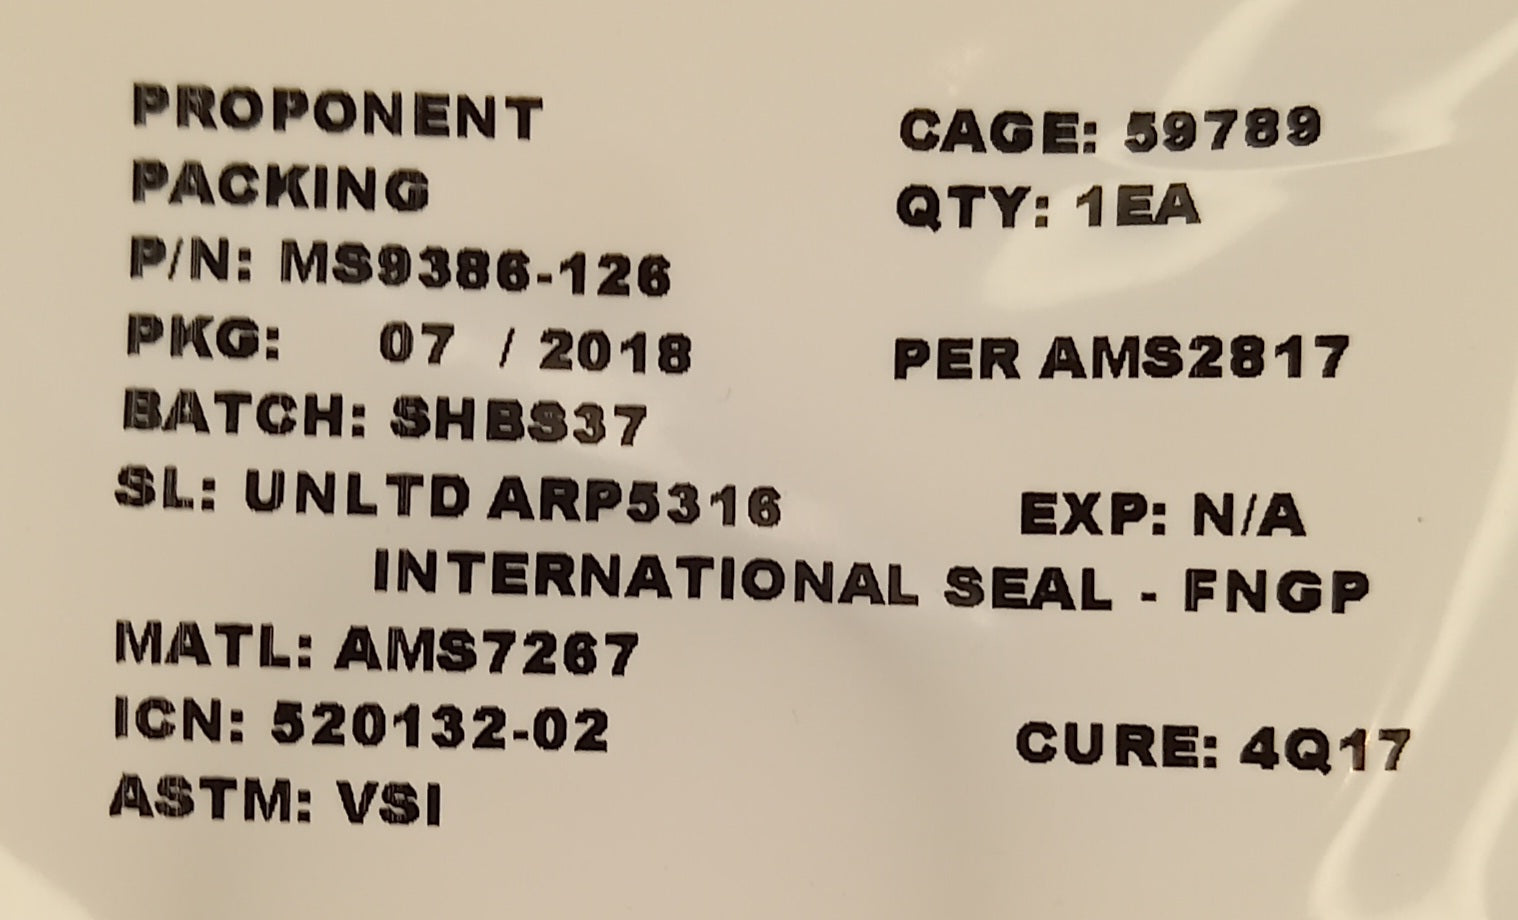 PROPONENT
CAGE: 59789
PACKING
QTY: 1EA
P/N: MS9386-126
PKG: 07 / 2018
PER AMS2817
BATCH: SHBS37
SL: UNLTD ARP5316
EXP: N/A
INTERNATIONAL SEAL - FNGP
MATL: AMS7267
ICN: 520132-02
CURE: 4Q17
ASTM: VSI